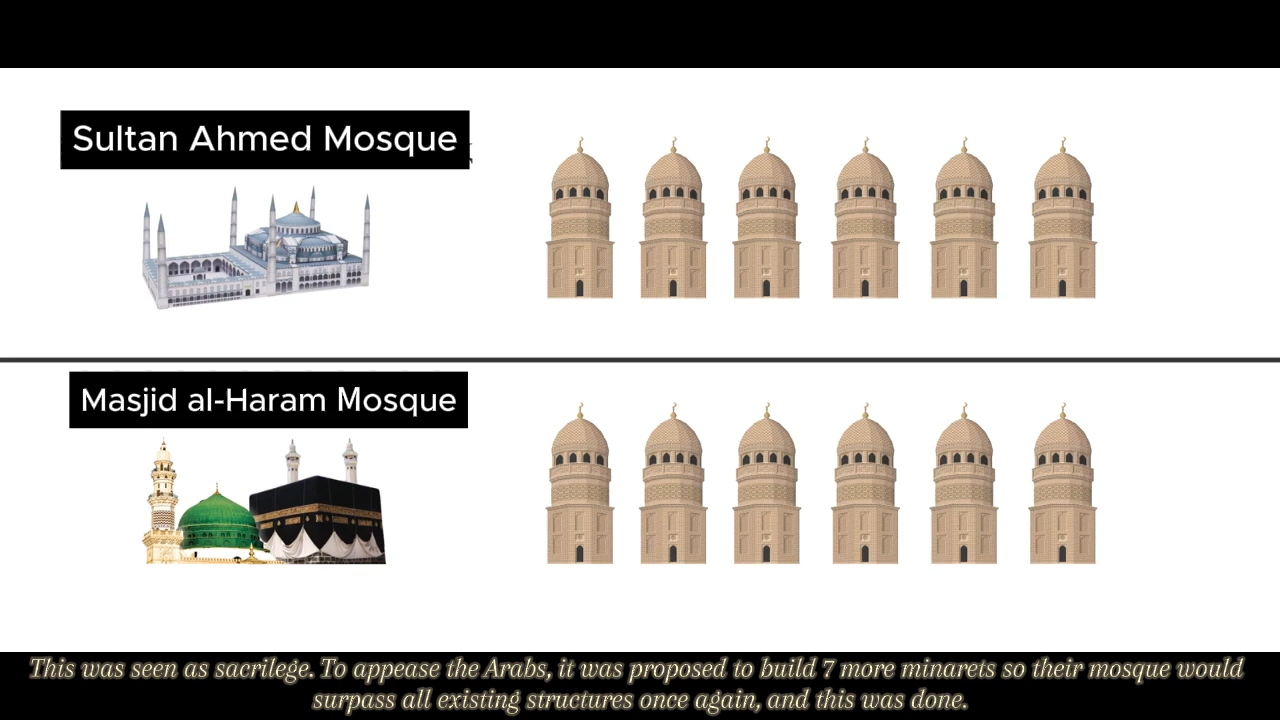 Sultan Ahmed Mosque
Masjid al-Haram Mosque
This was seen as sacrilege. To appease the Arabs, it was proposed to build 7 more minarets so their mosque would
surpass all existing structures once again, and this was done.